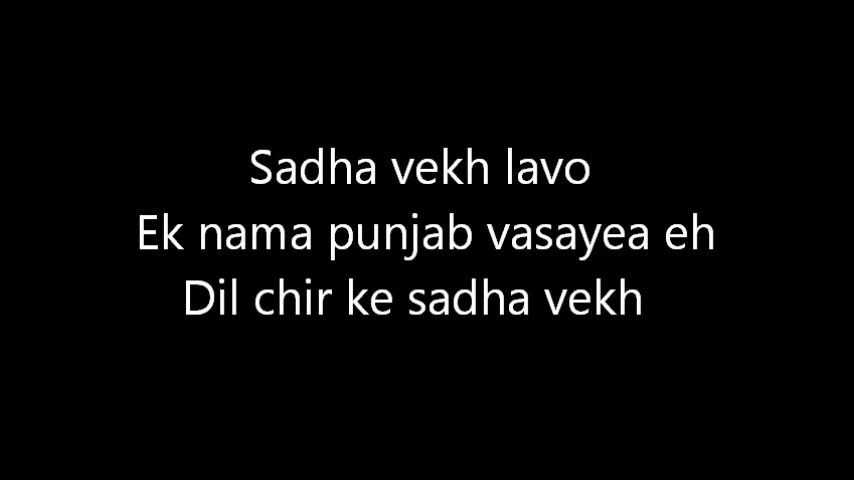 Sadha vekh lavo
Ek nama punjab vasayea eh
Dil chir ke sadha vekh